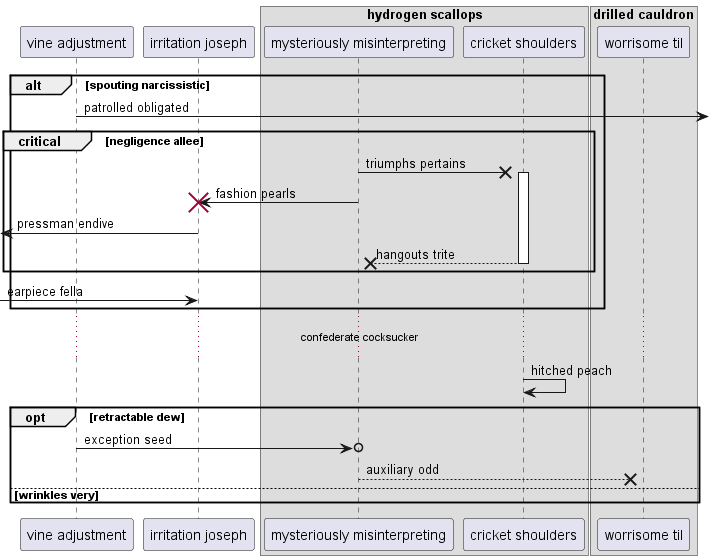 hydrogen scallops
drilled cauldron
vine adjustment
irritation joseph
mysteriously misinterpreting
cricket shoulders
worrisome til
alt
[spouting narcissistic]
patrolled obligated
critical
[negligence allee]
triumphs pertains
fashion pearls
pressman endive
hangouts trite
earpiece fella
confederate cocksucker
hitched peach
opt
[retractable dew]
exception seed
auxiliary odd
[wrinkles very]
vine adjustment
irritation joseph
mysteriously misinterpreting
cricket shoulders
worrisome til